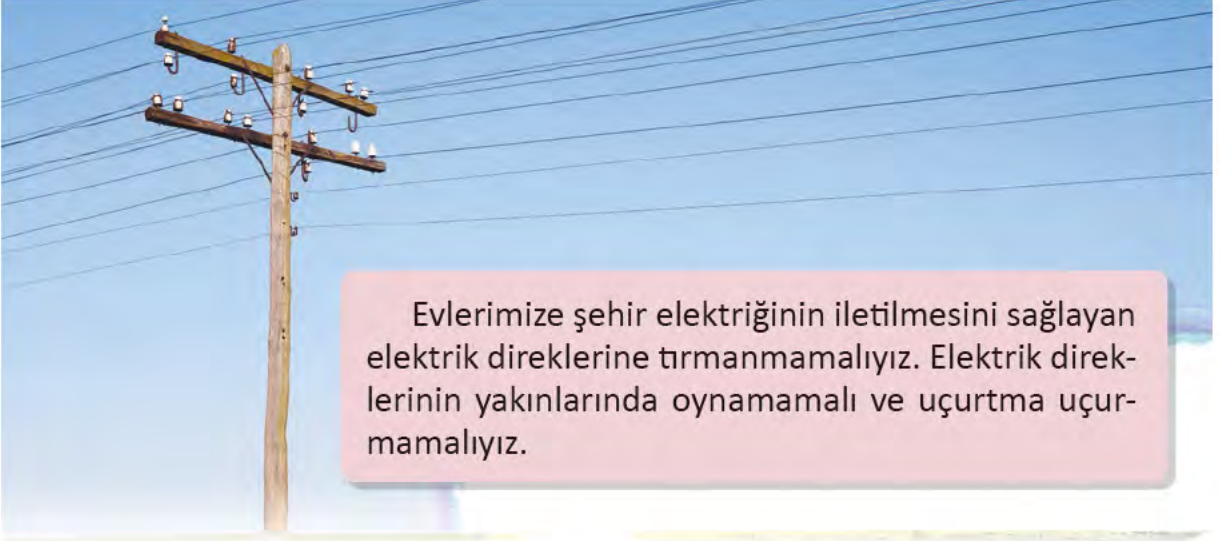 Evlerimize şehir elektriğinin iletilmesini sağlayan
elektrik direklerine tırmanmamalıyız. Elektrik direk-
lerinin yakınlarında oynamamalı ve uçurtma uçur-
mamalıyız.